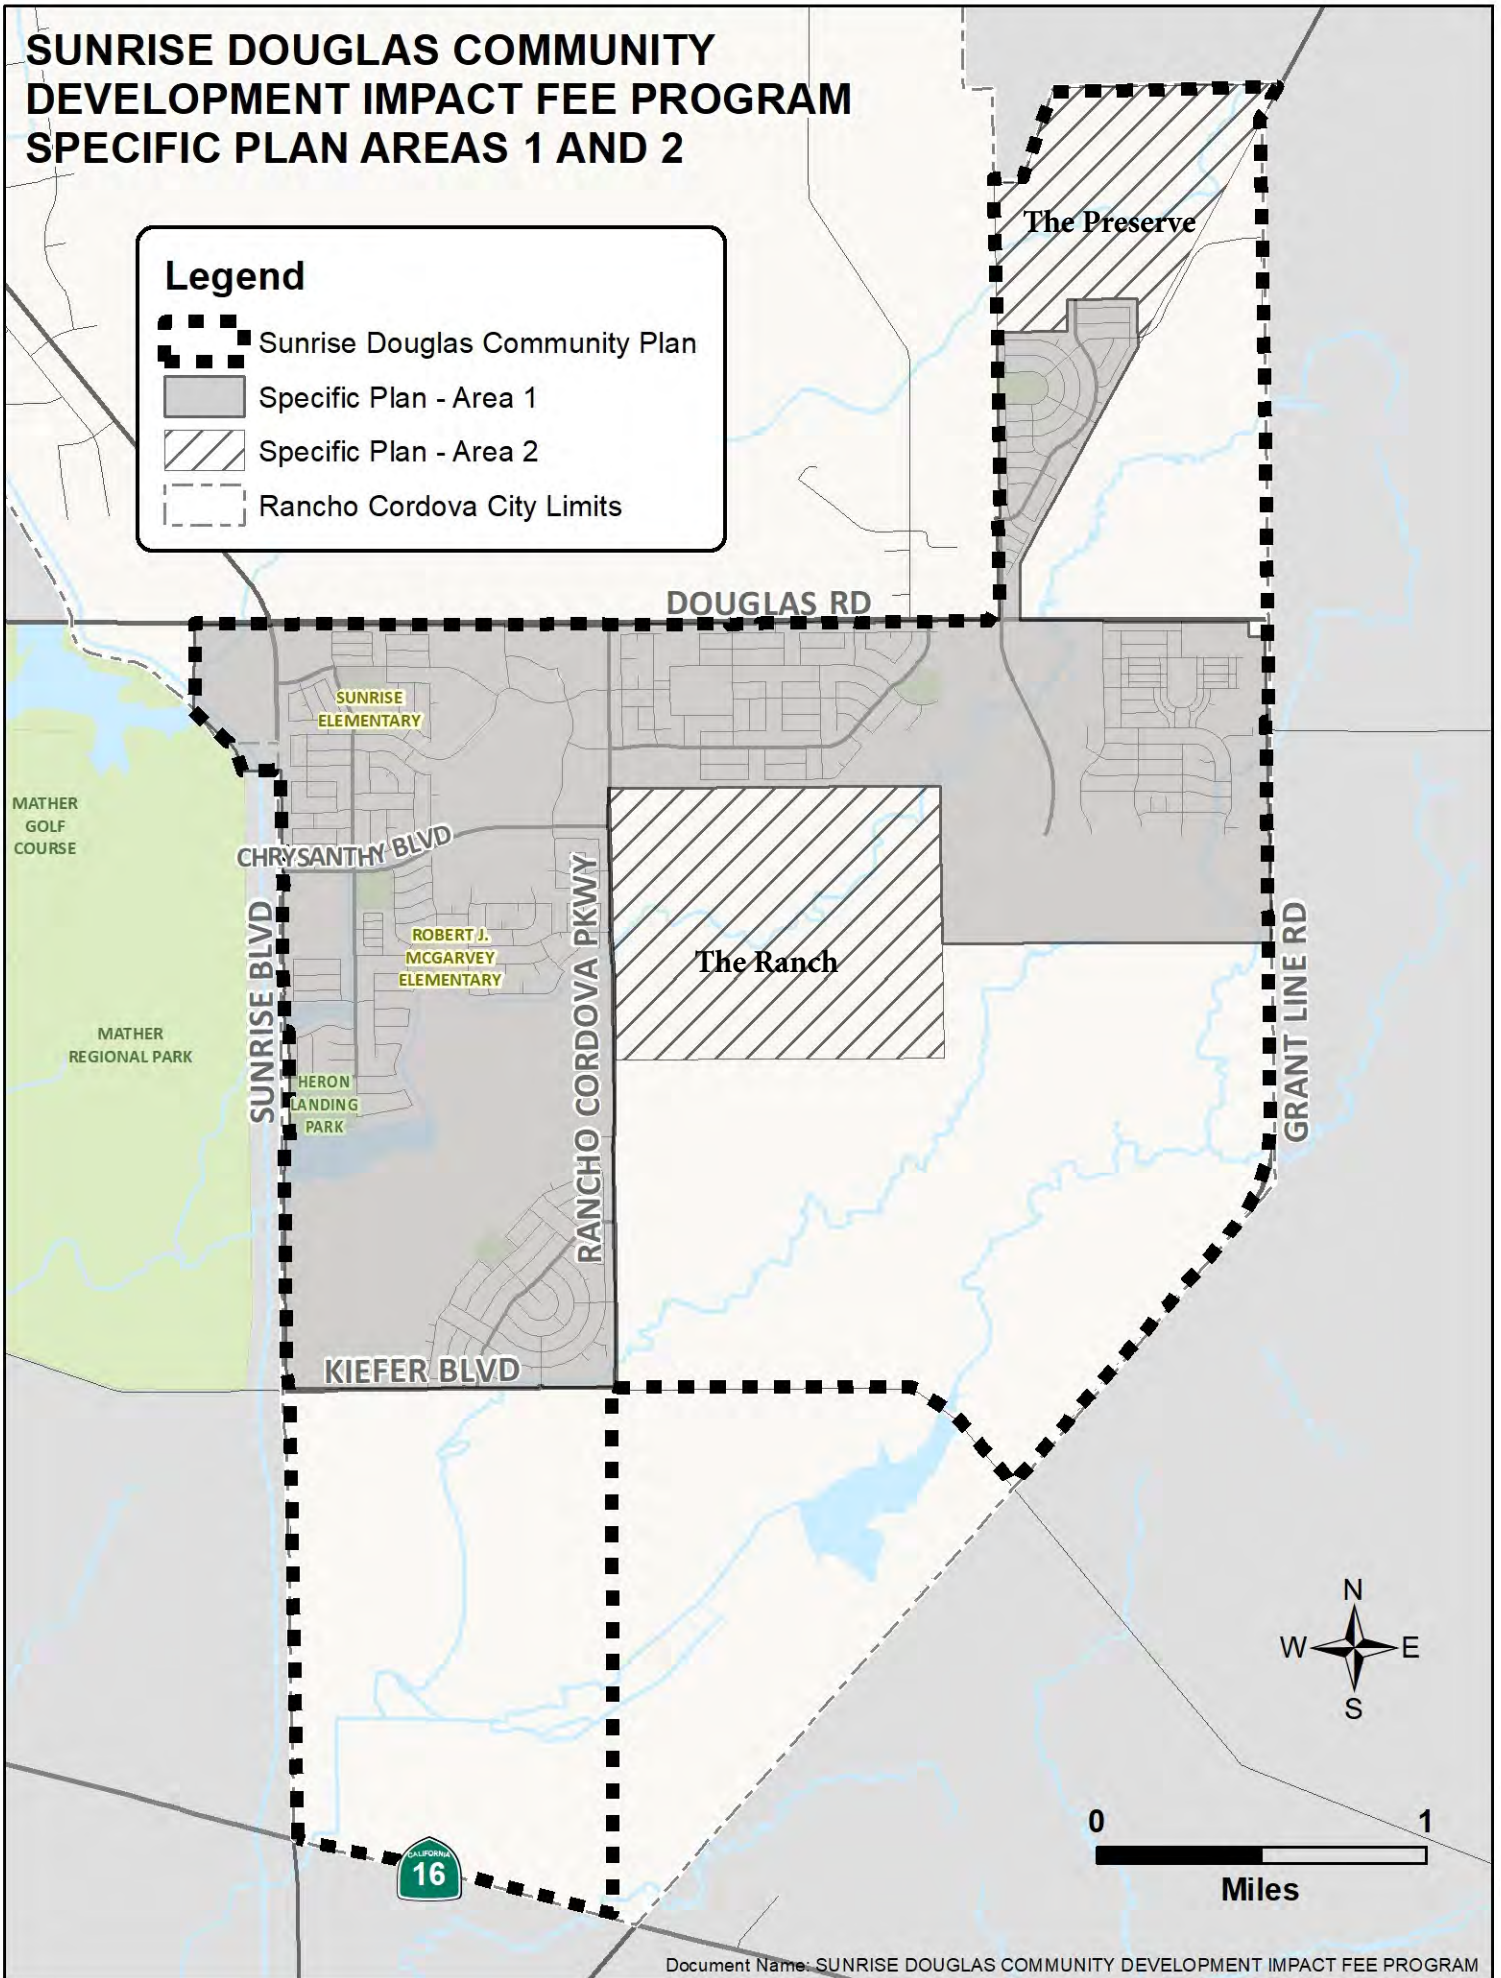 SUNRISE DOUGLAS COMMUNITY
DEVELOPMENT IMPACT FEE PROGRAM
SPECIFIC PLAN AREAS 1 AND 2
Legend
Sunrise Douglas Community Plan
Specific Plan - Area 1
Specific Plan - Area 2
Rancho Cordova City Limits
The Preserve
DOUGLAS RD
SUNRISE
ELEMENTARY
MATHER
GOLF
COURSE
CHRYSANTHY BLVD
SUNRISE BLVD
ROBERT J.
MCGARVEY
ELEMENTARY
RANCHO CORDOVA PKWY
The Ranch
GRANT LINE RD
MATHER
REGIONAL PARK
HERON
LANDING
PARK
KIEFER BLVD
N
W
E
S
0
1
Miles
CALIFORNIA
16
Document Name: SUNRISE DOUGLAS COMMUNITY DEVELOPMENT IMPACT FEE PROGRAM